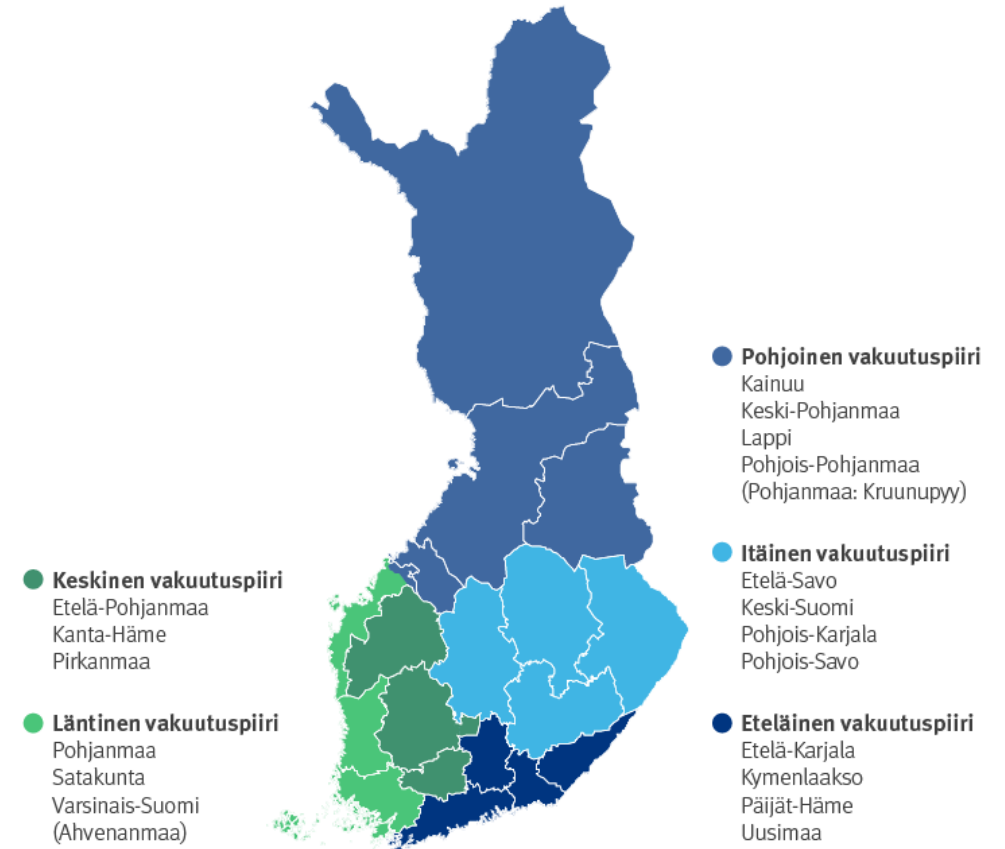 Pohjoinen vakuutuspiiri
Kainuu
Keski-Pohjanmaa
Lappi
Pohjois-Pohjanmaa
(Pohjanmaa: Kruunupyy)
Itäinen vakuutuspiiri
Etelä-Savo
Keski-Suomi
Pohjois-Karjala
Pohjois-Savo
Keskinen vakuutuspiiri
Etelä-Pohjanmaa
Kanta-Häme
Pirkanmaa
Läntinen vakuutuspiiri
Pohjanmaa
Satakunta
Varsinais-Suomi
(Ahvenanmaa)
Eteläinen vakuutuspiiri
Etelä-Karjala
Kymenlaakso
Päijät-Häme
Uusimaa